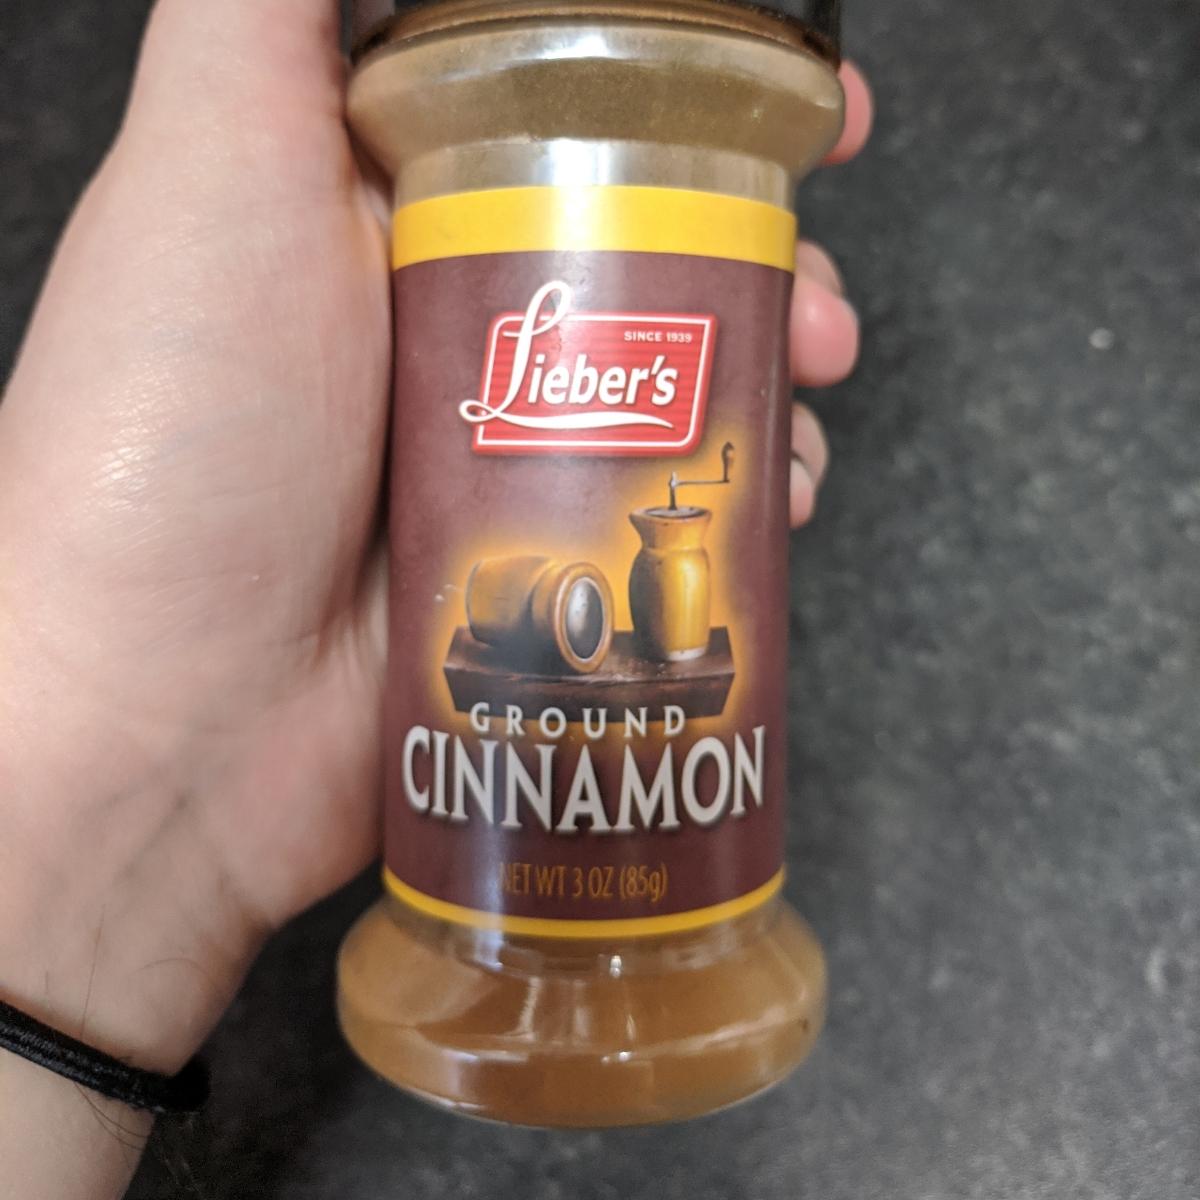 SINCE 1939
Lieber's
GROUND
CINNAMON
NET WT 3 OZ (85g)